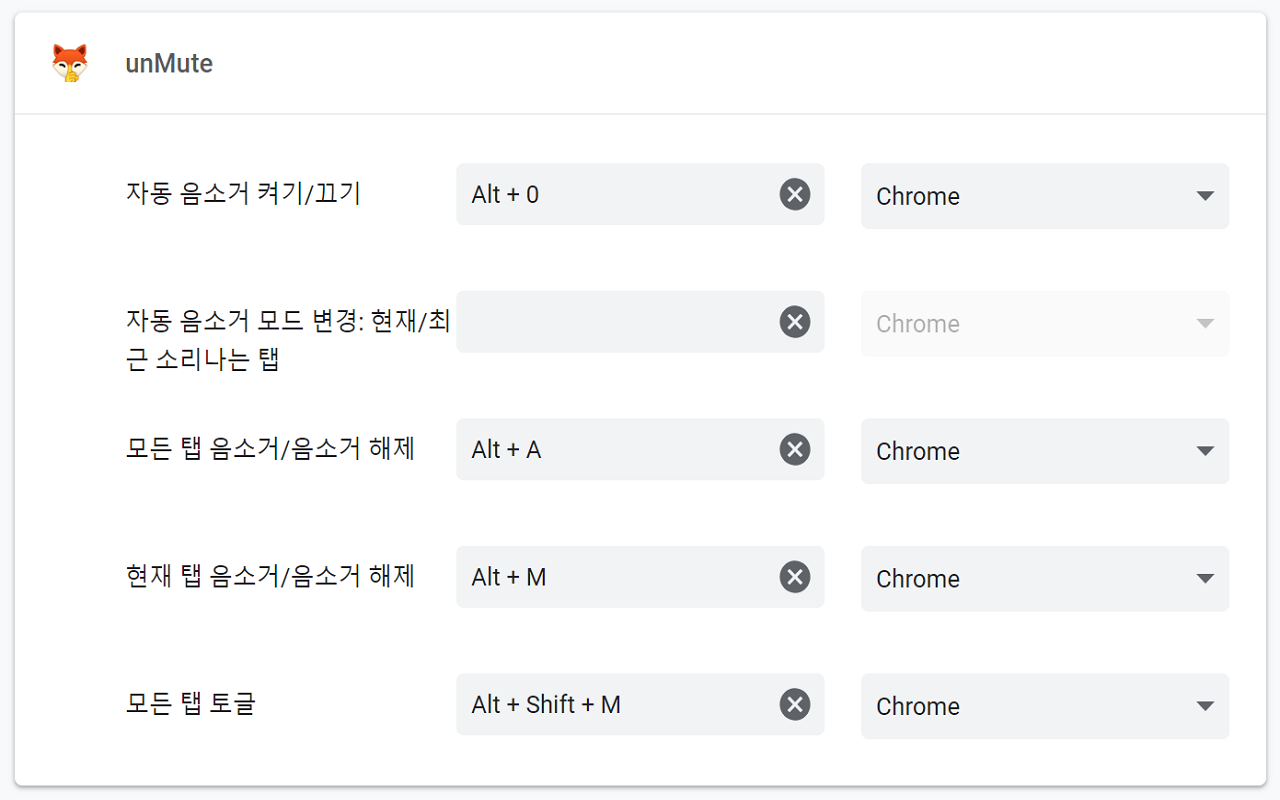 unMute
자동 음소거 켜기/끄기
Alt + 0
Chrome
자동 음소거 모드 변경: 현재/최
근 소리나는 탭
Chrome
모든 탭 음소거/음소거 해제
Alt + A
Chrome
현재 탭 음소거/음소거 해제
Alt + M
Chrome
모든 탭 토글
Alt + Shift + M
Chrome